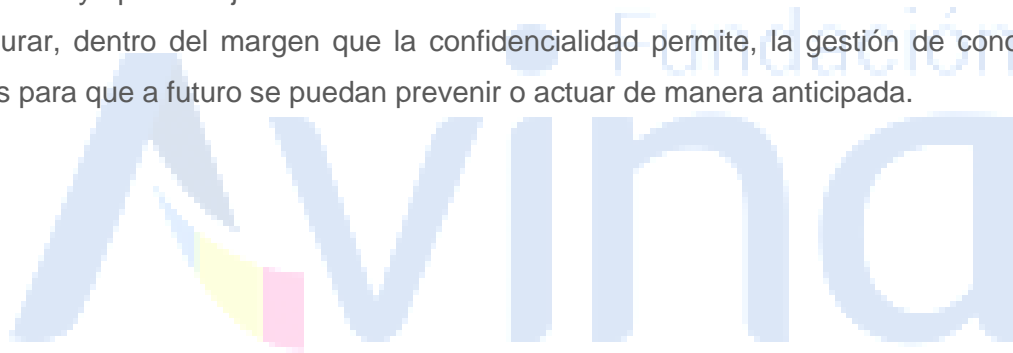 urar, dentro del margen que la confidencialidad permite, la gestión de
s para que a futuro se puedan prevenir o actuar de manera anticipada.
Fundación
Avina